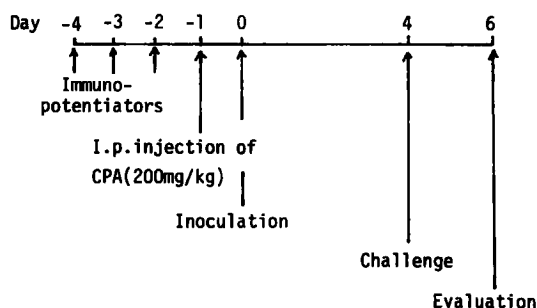 Day -4 -3 -2 -1 0 4 6
Immuno-
potentiators
I.p.injection of
CPA(200mg/kg)
Inoculation
Challenge
Evaluation